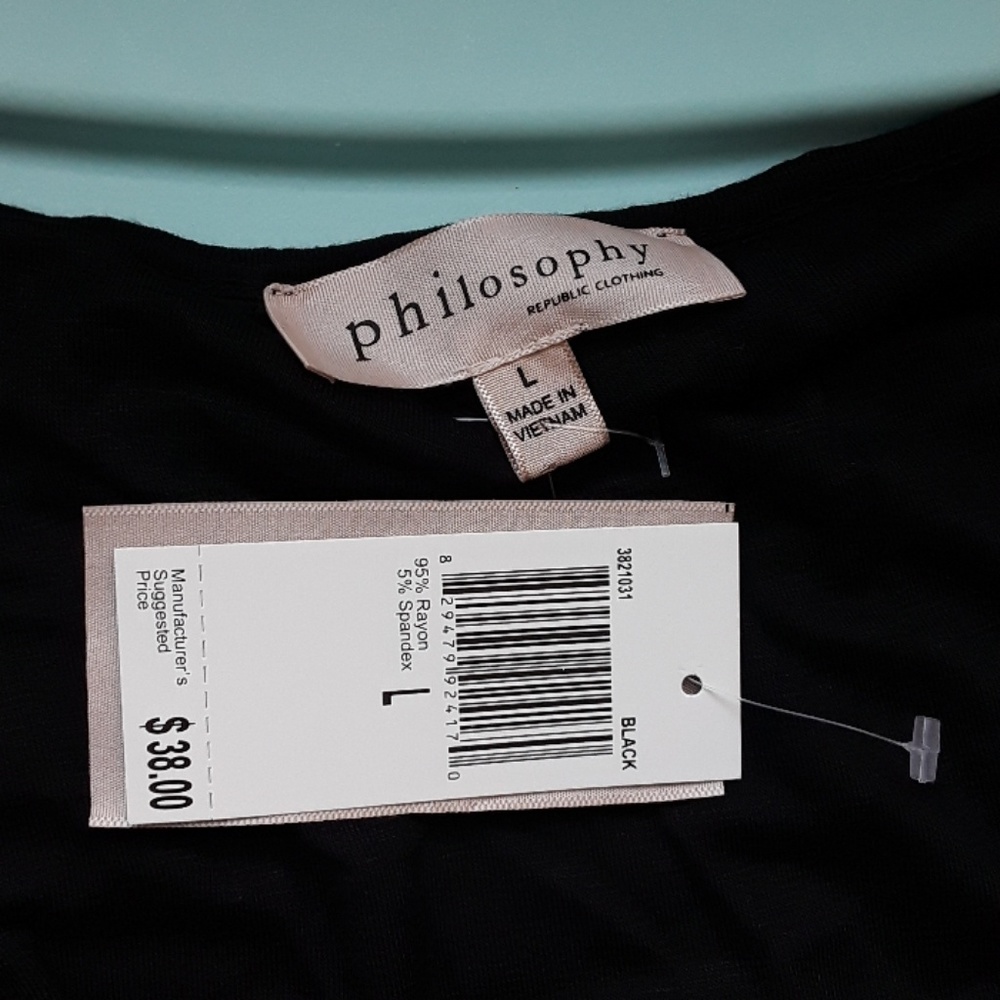 philosophy
REPUBLIC CLOTHING
L
MADE IN
VIETNAM
3821031
BLACK
8 29479 92417 0
95% Rayon
5% Spandex
L
Manufacturer's
Suggested
Price
$ 38.00